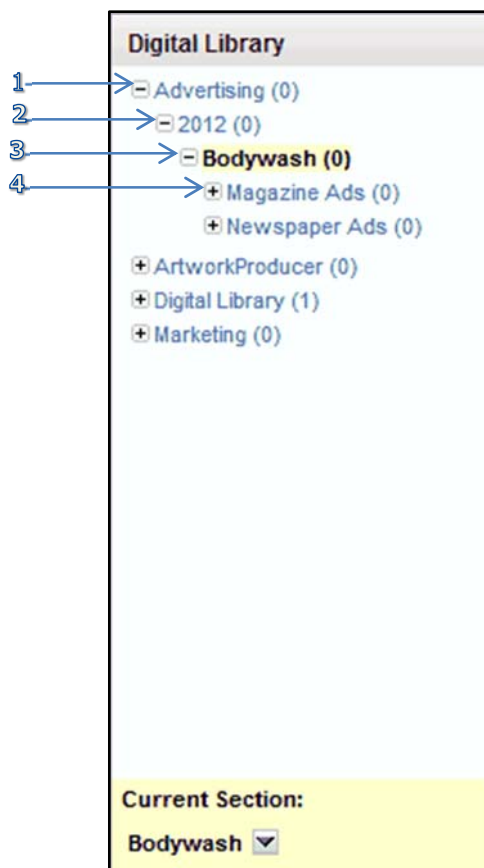 Digital Library
1
Advertising (0)
2
2012 (0)
3
Bodywash (0)
4
Magazine Ads (0)
Newspaper Ads (0)
ArtworkProducer (0)
Digital Library (1)
Marketing (0)
Current Section:
Bodywash